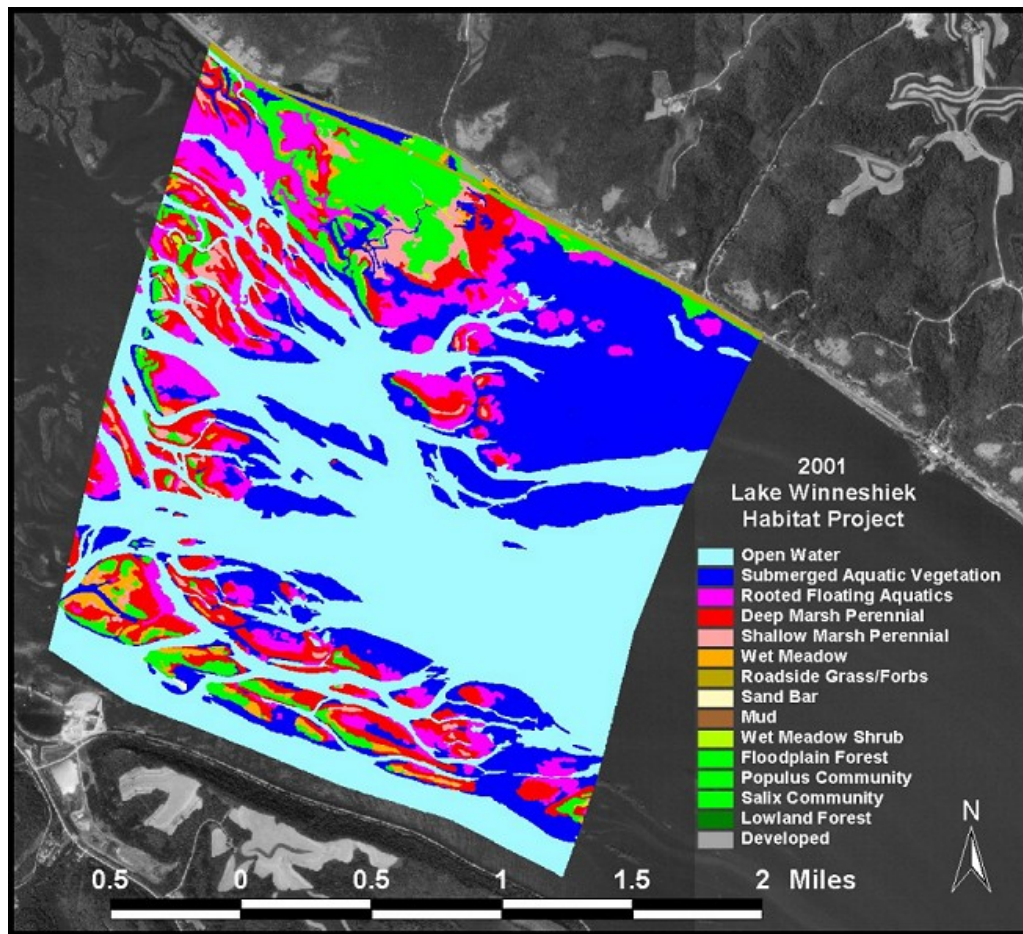 2001
Lake Winneshiek
Habitat Project
Open Water
Submerged Aquatic Vegetation
Rooted Floating Aquatics
Deep Marsh Perennial
Shallow Marsh Perennial
Wet Meadow
Roadside Grass/Forbs
Sand Bar
Mud
Wet Meadow Shrub
Floodplain Forest
Populus Community
Salix Community
Lowland Forest
Developed
N
0.5 0 0.5 1 1.5 2 Miles